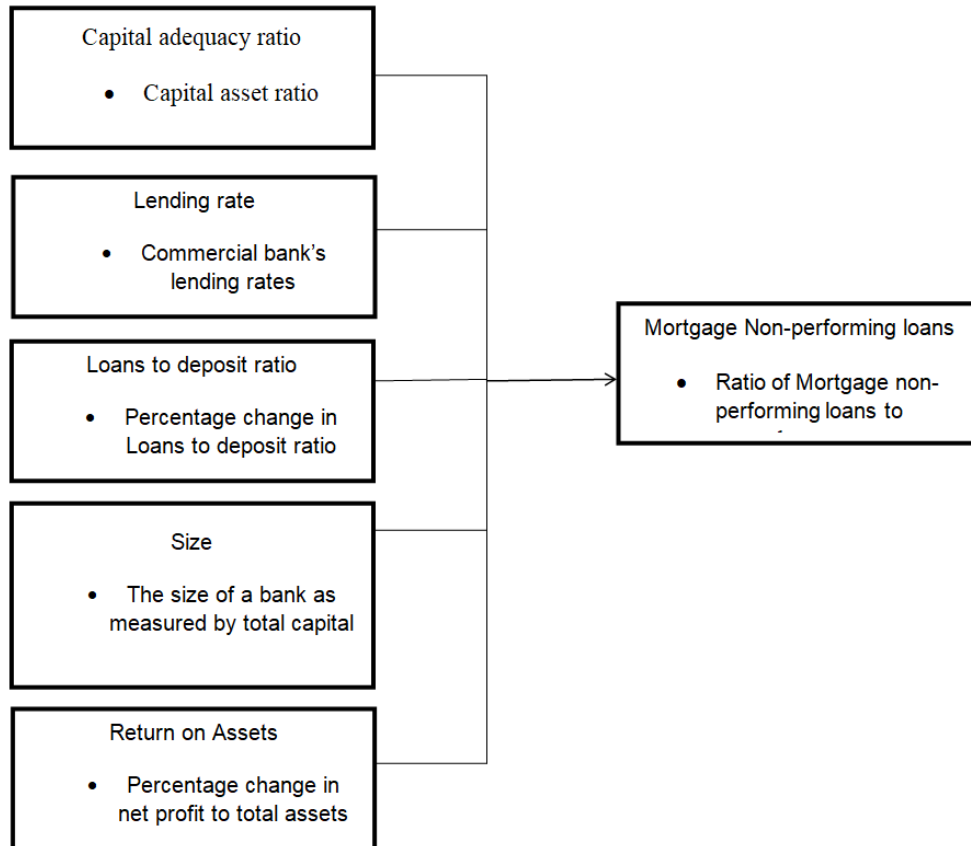 Capital adequacy ratio
• Capital asset ratio
Lending rate
• Commercial bank's
lending rates
Loans to deposit ratio
• Percentage change in
Loans to deposit ratio
Size
• The size of a bank as
measured by total capital
Return on Assets
• Percentage change in
net profit to total assets
Mortgage Non-performing loans
• Ratio of Mortgage non-
performing loans to